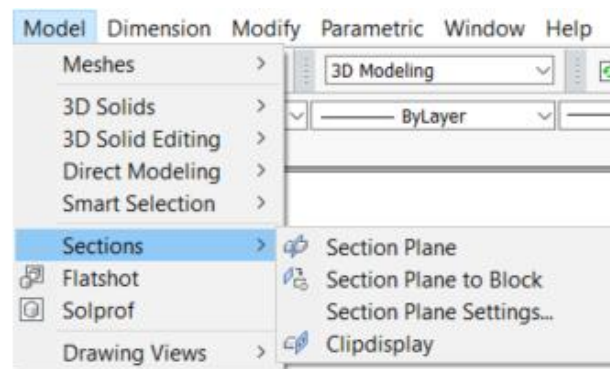 Model Dimension Modify Parametric Window Help
Meshes
3D Modeling
3D Solids
ByLayer
3D Solid Editing
Direct Modeling
Smart Selection
Sections
Section Plane
Flatshot
Section Plane to Block
Solprof
Section Plane Settings...
Clipdisplay
Drawing Views